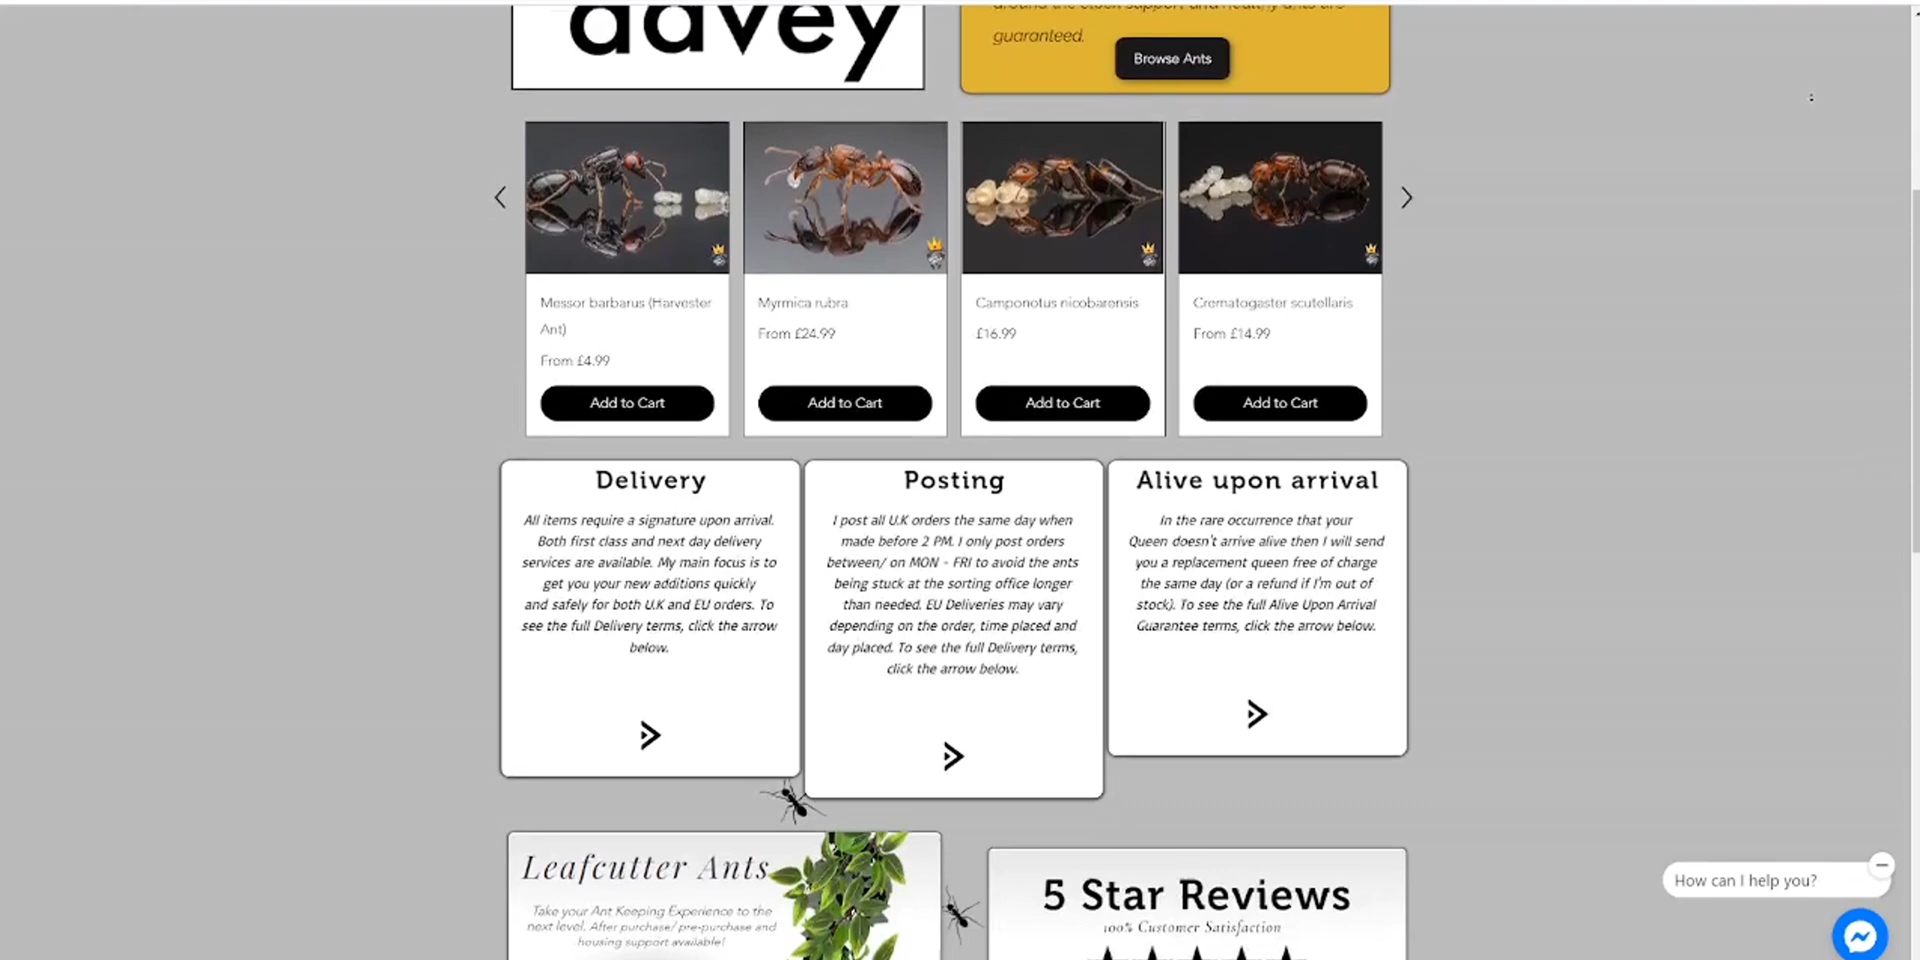 davey
around the clock support and healthy ants are
guaranteed.
Browse Ants
Messor barbarus (Harvester
Ant)
From £4.99
Add to Cart
Myrmica rubra
From £24.99
Add to Cart
Camponotus nicobarensis
£16.99
Add to Cart
Crematogaster scutellaris
From £14.99
Add to Cart
Delivery
All items require a signature upon arrival.
Both first class and next day delivery
services are available. My main focus is to
get you your new additions quickly
and safely for both U.K and EU orders. To
see the full Delivery terms, click the arrow
below.
Posting
I post all U.K orders the same day when
made before 2 PM. I only post orders
between/ on MON - FRI to avoid the ants
being stuck at the sorting office longer
than needed. EU Deliveries may vary
depending on the order, time placed and
day placed. To see the full Delivery terms,
click the arrow below.
Alive upon arrival
In the rare occurrence that your
Queen doesn't arrive alive then I will send
you a replacement queen free of charge
the same day (or a refund if I'm out of
stock). To see the full Alive Upon Arrival
Guarantee terms, click the arrow below.
Leafcutter Ants
Take your Ant Keeping Experience to the
next level. After purchase/ pre-purchase and
housing support available!
5 Star Reviews
100% Customer Satisfaction
How can I help you?